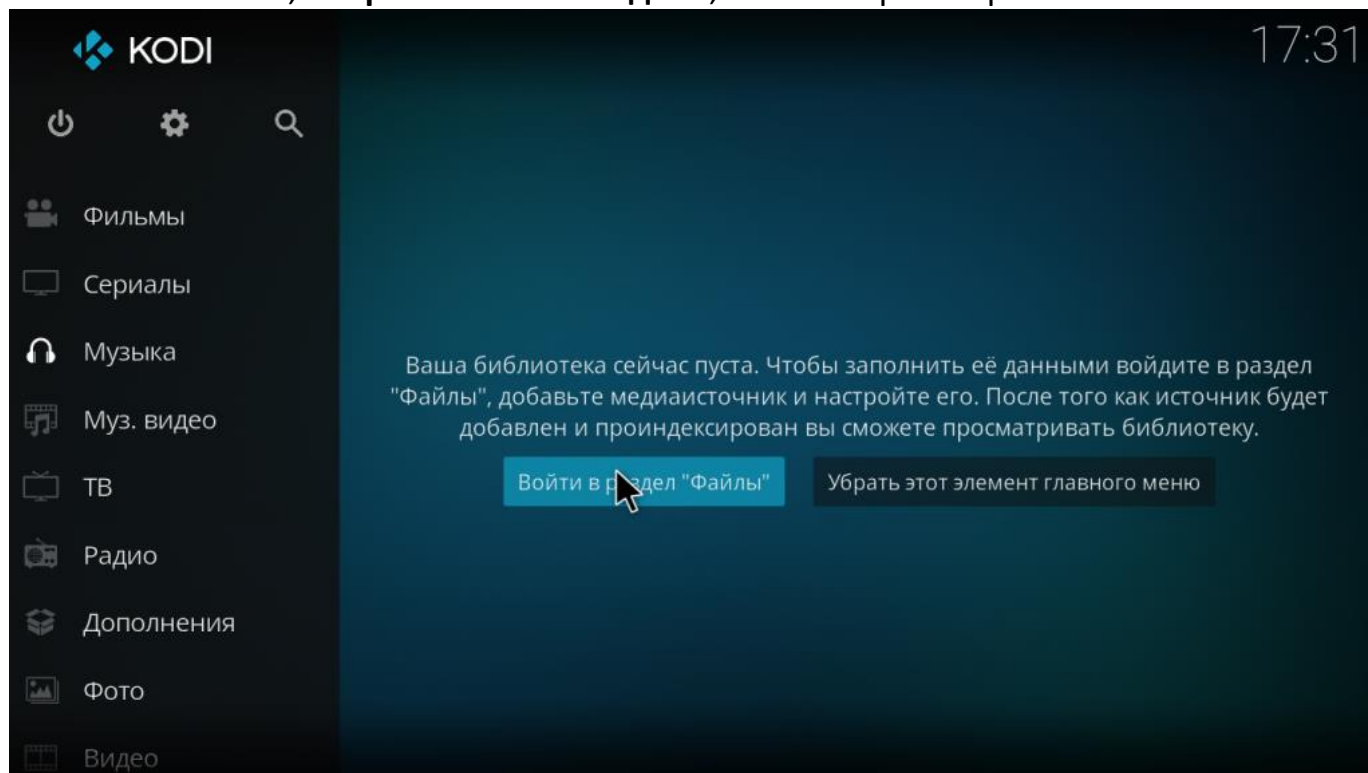 KODI
17:31
Фильмы
Сериалы
Музыка
Муз. видео
ТВ
Радио
Дополнения
Фото
Видео
Ваша библиотека сейчас пуста. Чтобы заполнить её данными войдите в раздел
"Файлы", добавьте медиаисточник и настройте его. После того как источник будет
добавлен и проиндексирован вы сможете просматривать библиотеку.
Войти в раздел "Файлы"
Убрать этот элемент главного меню